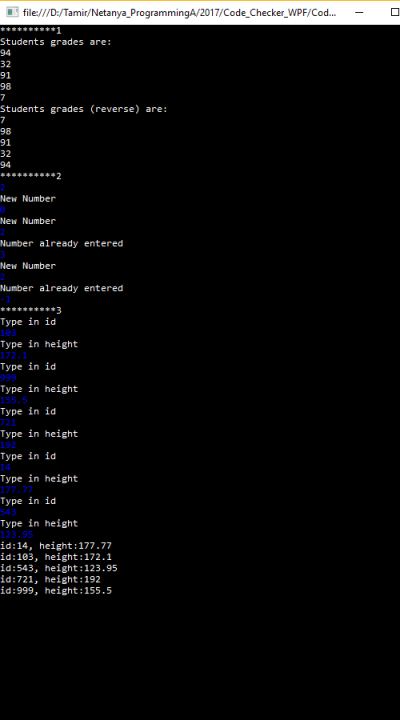 file:///D:/Tamir/Netanya_ProgrammingA/2017/Code_Checker_WPF/Cod...
**********1
Students grades are:
94
32
91
98
7
Students grades (reverse) are:
7
98
91
32
94
**********2
2
New Number
0
New Number
2
Number already entered
3
New Number
2
Number already entered
-1
**********3
Type in id
103
Type in height
172.1
Type in id
999
Type in height
155.5
Type in id
721
Type in height
192
Type in id
14
Type in height
177.77
Type in id
543
Type in height
123.95
id:14, height:177.77
id:103, height:172.1
id:543, height:123.95
id:721, height:192
id:999, height:155.5